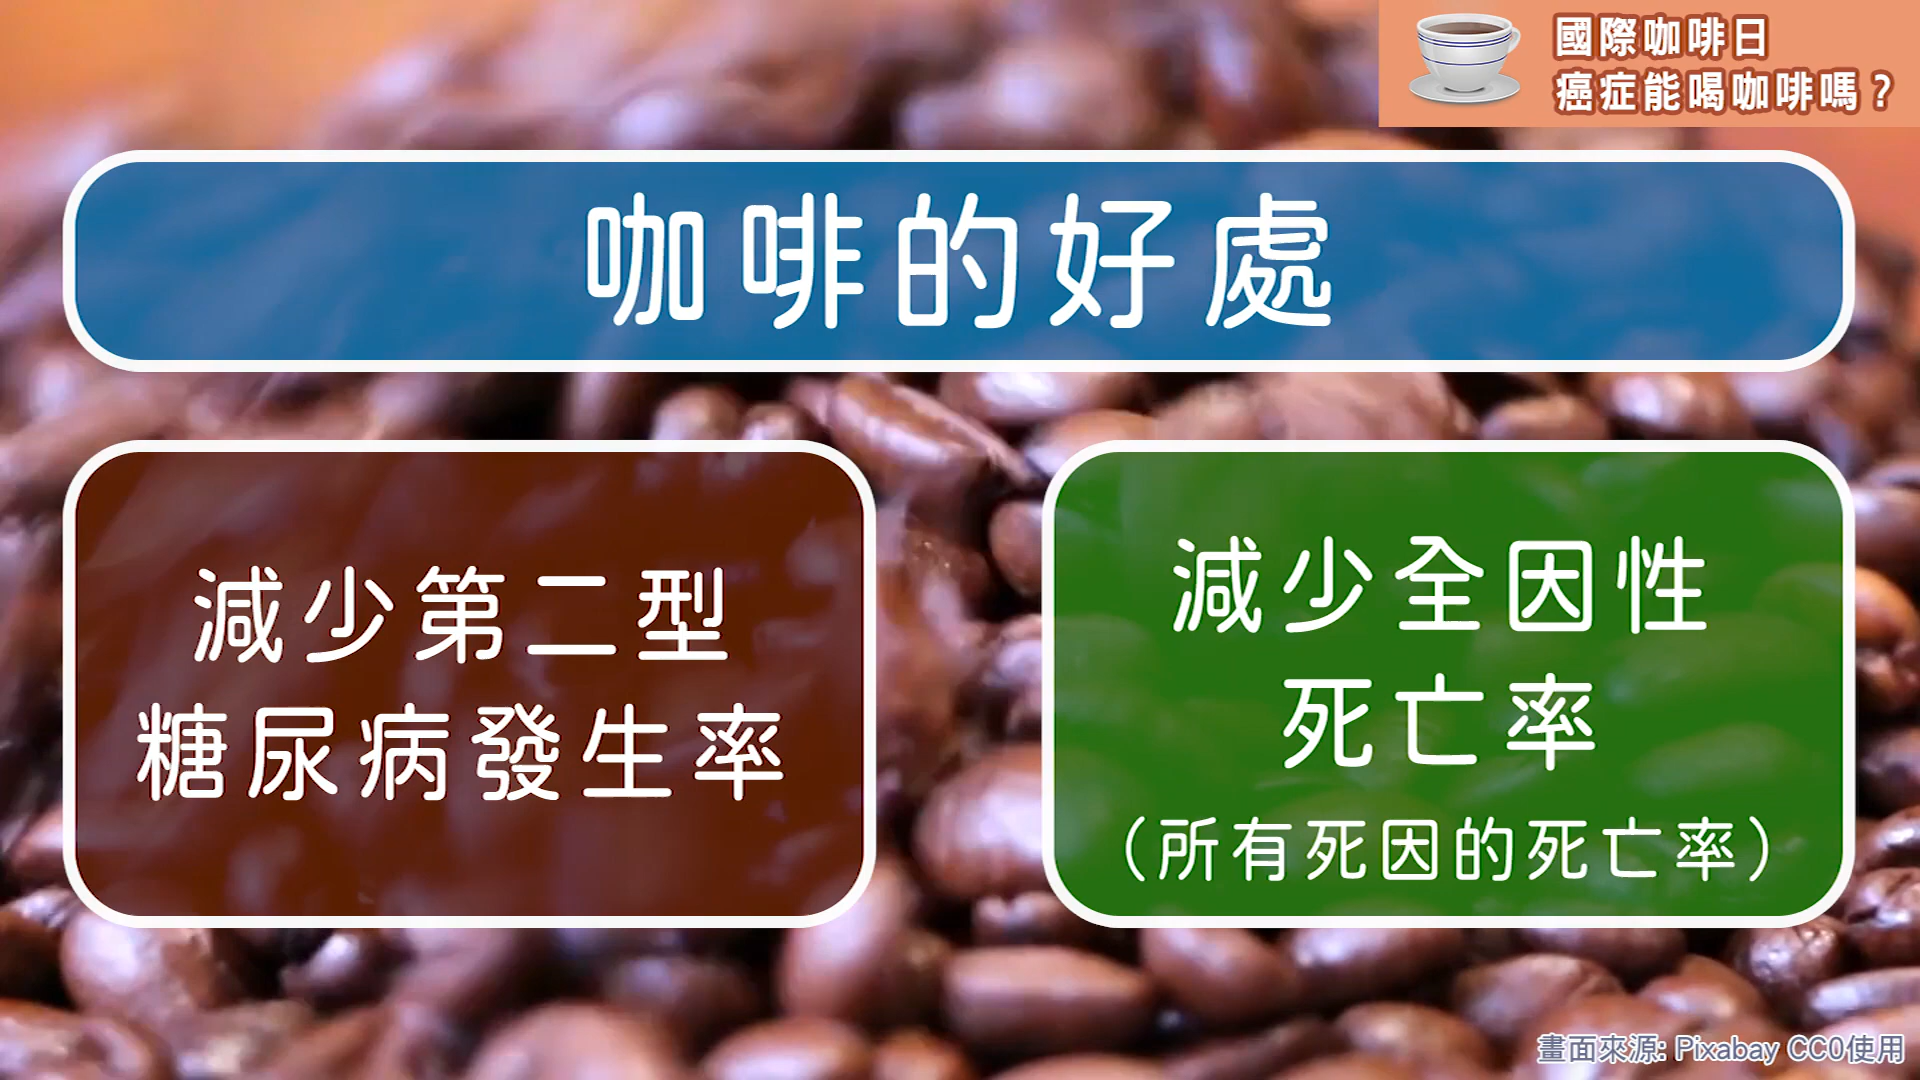 國際咖啡日
癌症能喝咖啡嗎？
咖啡的好處
減少第二型
糖尿病發生率
減少全因性
死亡率
（所有死因的死亡率）
畫面來源: Pixabay CC0使用